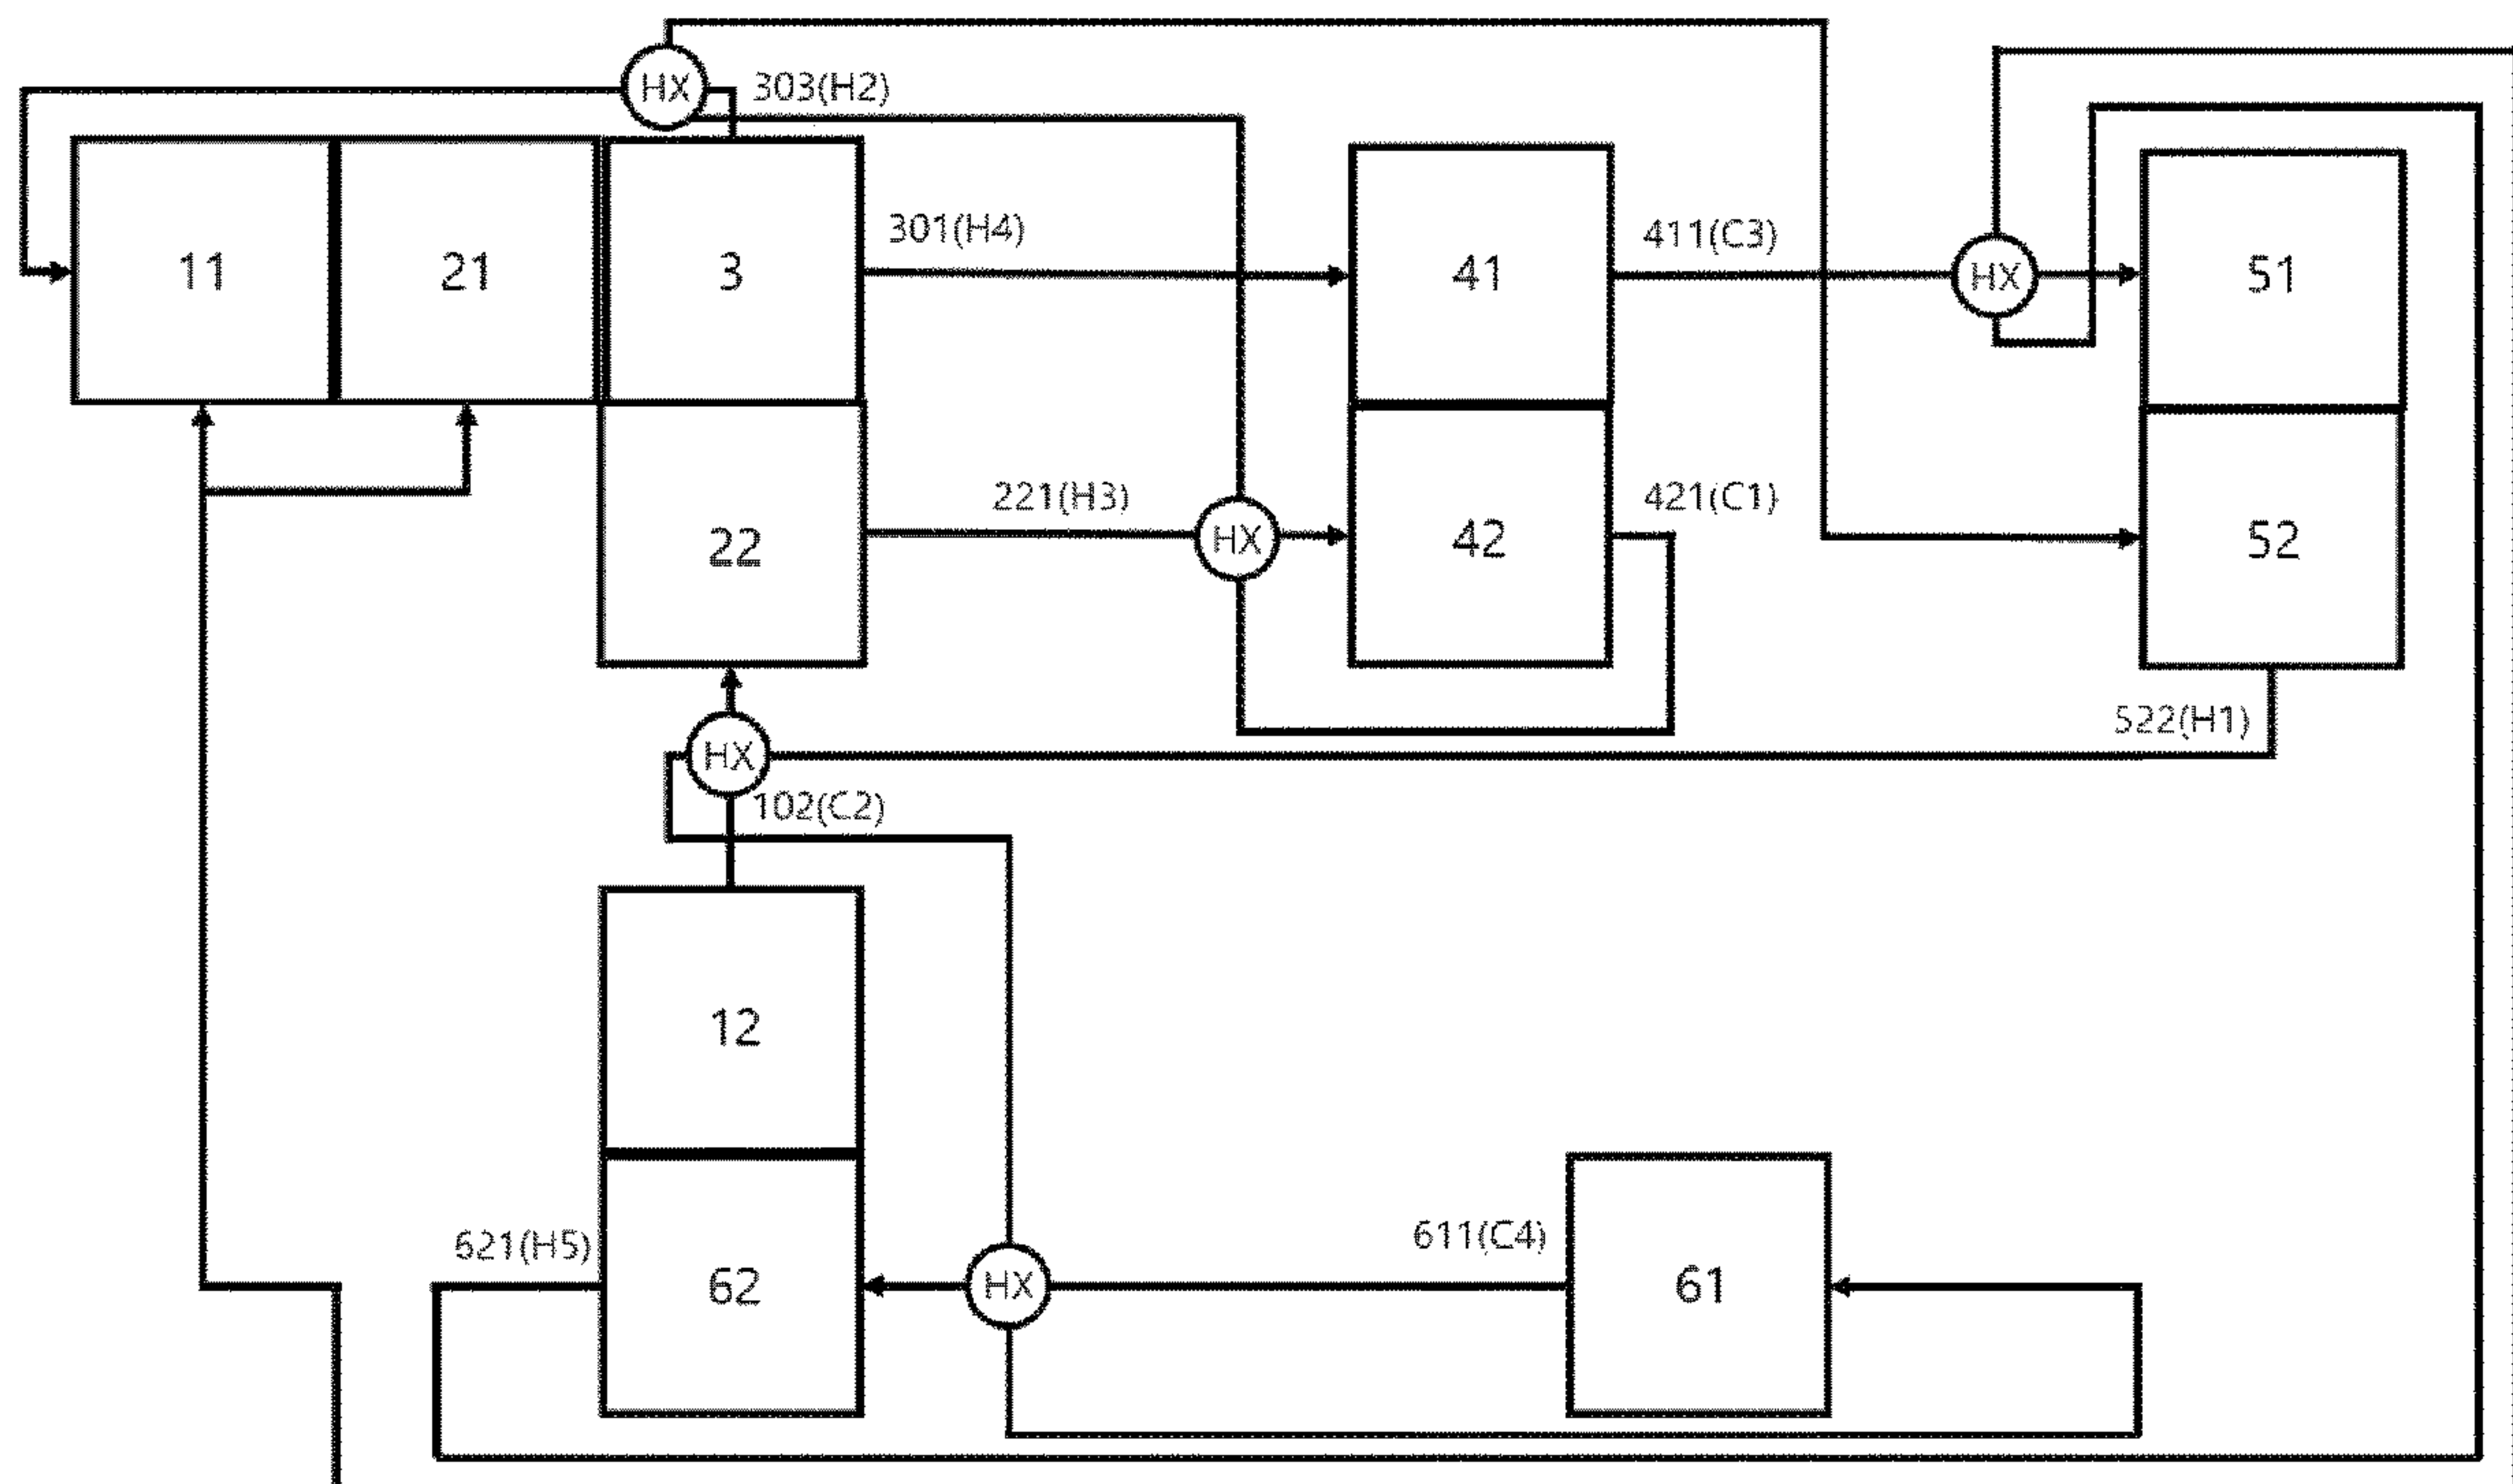 HX
303(H2)
11
21
3
301(H4)
41
411(C3)
HX
51
22
221(H3)
HX
42
421(C1)
52
522(H1)
HX
102(C2)
12
621(H5)
62
HX
611(C4)
61